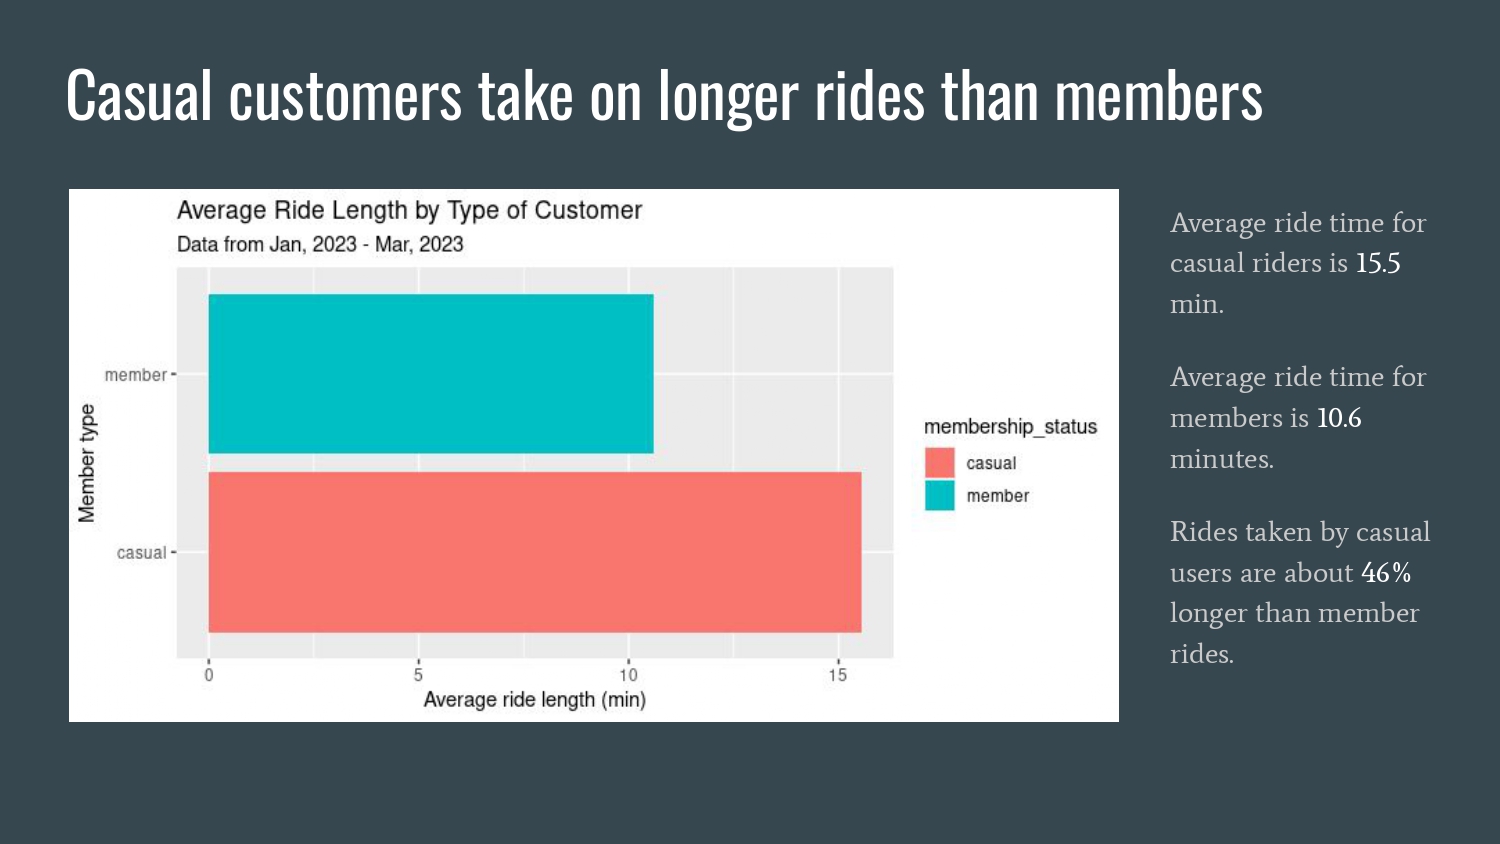 Casual customers take on longer rides than members
Average Ride Length by Type of Customer
Data from Jan, 2023 - Mar, 2023
Member type
member
casual
0 5 10 15
Average ride length (min)
membership_status
casual
member
Average ride time for
casual riders is 15.5
min.
Average ride time for
members is 10.6
minutes.
Rides taken by casual
users are about 46%
longer than member
rides.